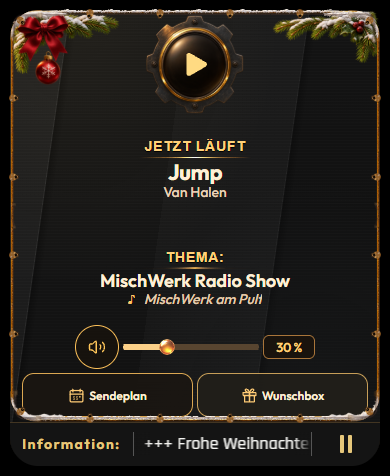 JETZT LÄUFT
Jump
Van Halen
THEMA:
MischWerk Radio Show
♪ MischWerk am Pult
30 %
Sendeplan
Wunschbox
Information: +++ Frohe Weihnachte